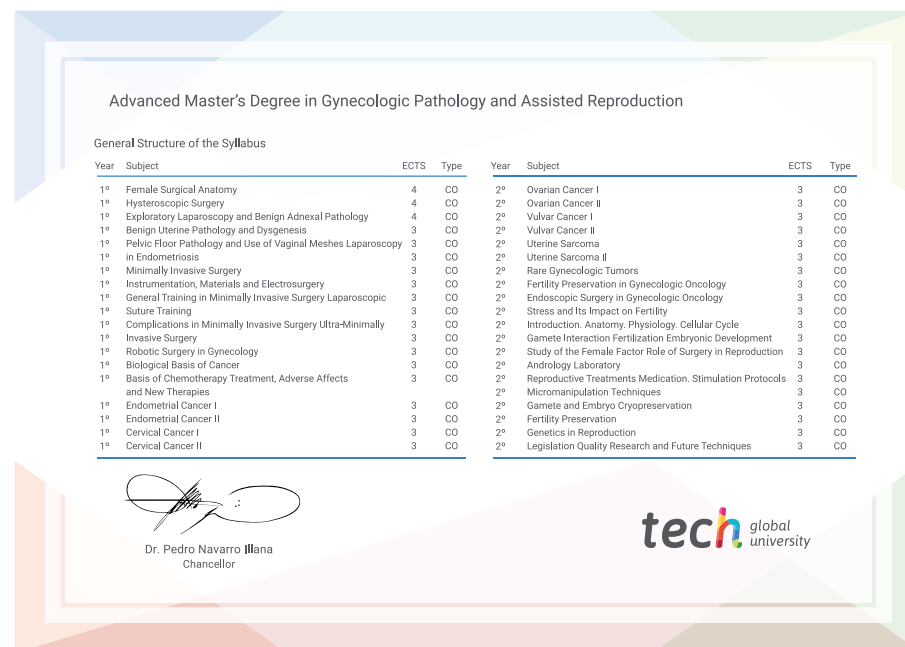 Advanced Master's Degree in Gynecologic Pathology and Assisted Reproduction
General Structure of the Syllabus
Year Subject ECTS Type
1º Female Surgical Anatomy 4 CO
1º Hysteroscopic Surgery 4 CO
1º Exploratory Laparoscopy and Benign Adnexal Pathology 4 CO
1º Benign Uterine Pathology and Dysgenesis 3 CO
1º Pelvic Floor Pathology and Use of Vaginal Meshes Laparoscopy 3 CO
1º in Endometriosis 3 CO
1º Minimally Invasive Surgery 3 CO
1º Instrumentation, Materials and Electrosurgery 3 CO
1º General Training in Minimally Invasive Surgery Laparoscopic 3 CO
1º Suture Training 3 CO
1º Complications in Minimally Invasive Surgery Ultra-Minimally 3 CO
1º Invasive Surgery 3 CO
1º Robotic Surgery in Gynecology 3 CO
1º Biological Basis of Cancer 3 CO
1º Basis of Chemotherapy Treatment, Adverse Affects 3 CO
and New Therapies
1º Endometrial Cancer I 3 CO
1º Endometrial Cancer II 3 CO
1º Cervical Cancer I 3 CO
1º Cervical Cancer II 3 CO
Year Subject ECTS Type
2º Ovarian Cancer I 3 CO
2º Ovarian Cancer II 3 CO
2º Vulvar Cancer I 3 CO
2º Vulvar Cancer II 3 CO
2º Uterine Sarcoma 3 CO
2º Uterine Sarcoma II 3 CO
2º Rare Gynecologic Tumors 3 CO
2º Fertility Preservation in Gynecologic Oncology 3 CO
2º Endoscopic Surgery in Gynecologic Oncology 3 CO
2º Stress and Its Impact on Fertility 3 CO
2º Introduction. Anatomy. Physiology. Cellular Cycle 3 CO
2º Gamete Interaction Fertilization Embryonic Development 3 CO
2º Study of the Female Factor Role of Surgery in Reproduction 3 CO
2º Andrology Laboratory 3 CO
2º Reproductive Treatments Medication. Stimulation Protocols 3 CO
2º Micromanipulation Techniques 3 CO
2º Gamete and Embryo Cryopreservation 3 CO
2º Fertility Preservation 3 CO
2º Genetics in Reproduction 3 CO
2º Legislation Quality Research and Future Techniques 3 CO
Dr. Pedro Navarro Illana
Chancellor
tech global
university